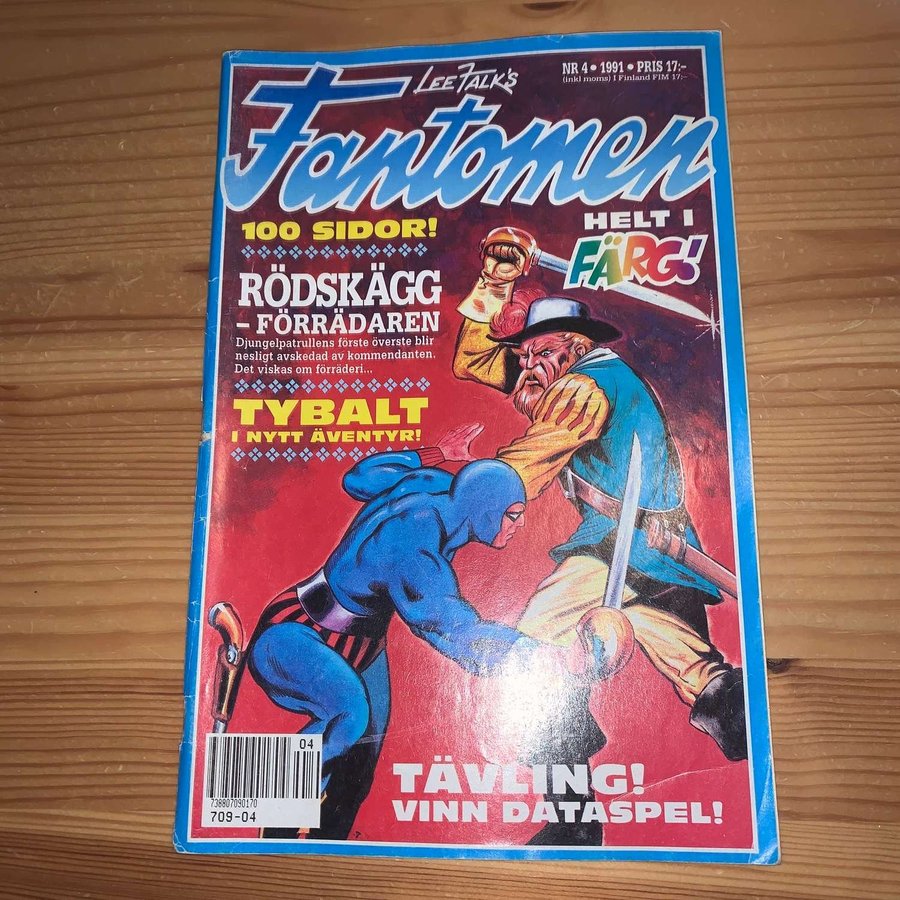 LEE FALK'S
NR 4 • 1991 • PRIS 17:-
(inkl moms) I Finland FIM 17:-
Fantomen
100 SIDOR!
HELT I
FÄRG!
RÖDSKÄGG
– FÖRRÄDAREN
Djungelpatrullens förste överste blir
nesligt avskedad av kommendanten.
Det viskas om förräderi...
TYBALT
I NYTT ÄVENTYR!
04
738807090170
709-04
TÄVLING!
VINN DATASPEL!